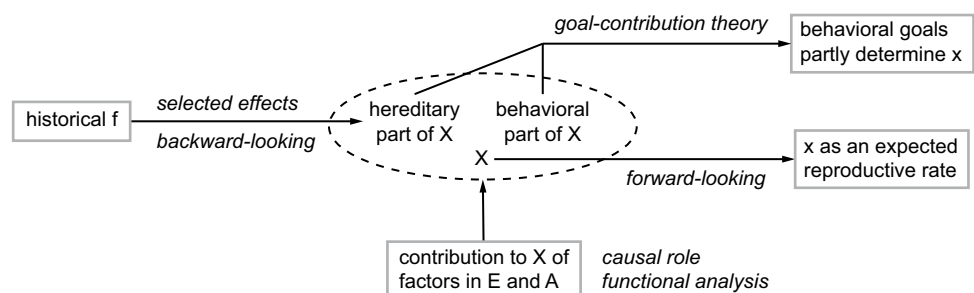 goal-contribution theory
behavioral goals
partly determine x
historical f
selected effects
backward-looking
hereditary
part of X
behavioral
part of X
X
forward-looking
x as an expected
reproductive rate
contribution to X of
factors in E and A
causal role
functional analysis